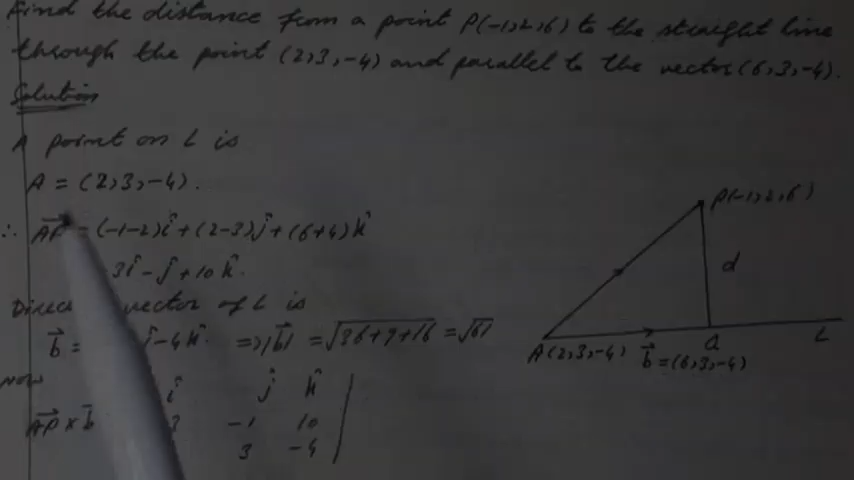 Find the distance from a point P(-1,2,6) to the straight line
through the point (2,3,-4) and parallel to the vector (6,3,-4).
Solution
A point on L is
A = (2,3,-4).
∴ AP = (-1-2)î+(2-3)ĵ+(6+4)k̂
3î-ĵ+10k̂.
vector of L is
b⃗ = î-4k̂. => |b⃗| = √36+9+16 = √61
Now
î ĵ k̂
AP⃗ × b⃗ 3 -1 10
3 -4
P(-1,2,6)
d
A(2,3,-4) b⃗=(6,3,-4) Q L